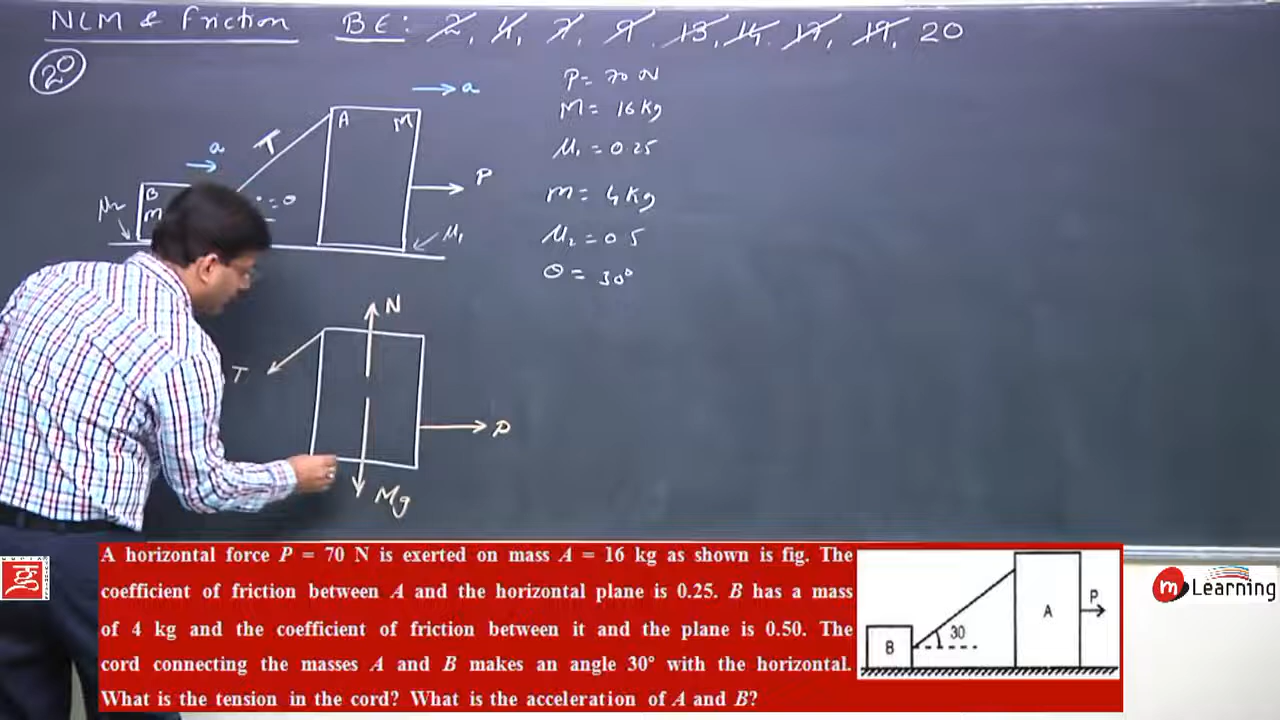 NLM & Friction BE: 2, 4, 7, 9, 13, 14, 17, 19, 20
20
a
P = 70 N
M = 16 Kg
A M
T
μ₁ = 0.25
a
P
B
m = 4 Kg
= θ
μ₂
m
μ₁
μ₂ = 0.5
θ = 30°
N
T
P
Mg
A horizontal force P = 70 N is exerted on mass A = 16 kg as shown is fig. The
coefficient of friction between A and the horizontal plane is 0.25. B has a mass
of 4 kg and the coefficient of friction between it and the plane is 0.50. The
cord connecting the masses A and B makes an angle 30° with the horizontal.
What is the tension in the cord? What is the acceleration of A and B?
B 30 A P
m Learning